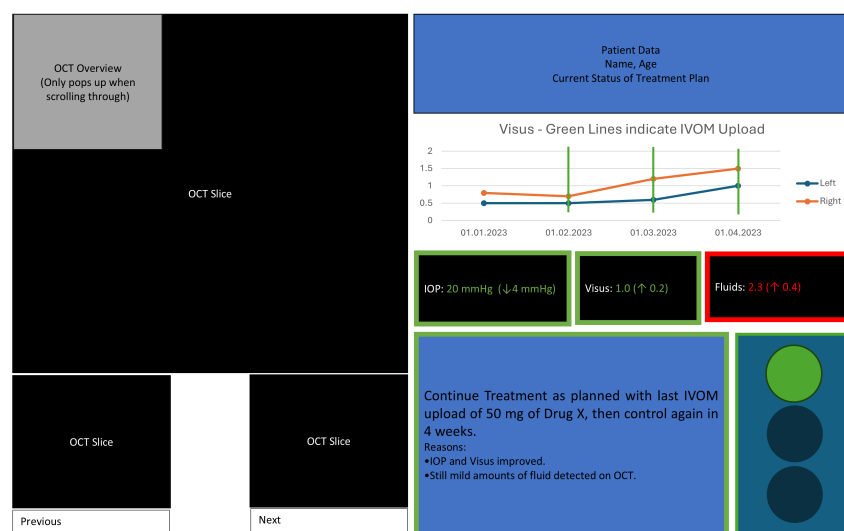 OCT Overview
(Only pops up when
scrolling through)
OCT Slice
OCT Slice
OCT Slice
Previous
Next
Patient Data
Name, Age
Current Status of Treatment Plan
Visus - Green Lines indicate IVOM Upload
2
1.5
1
0.5
0
01.01.2023
01.02.2023
01.03.2023
01.04.2023
Left
Right
IOP: 20 mmHg (↓4 mmHg)
Visus: 1.0 (↑ 0.2)
Fluids: 2.3 (↑ 0.4)
Continue Treatment as planned with last IVOM
upload of 50 mg of Drug X, then control again in
4 weeks.
Reasons:
•IOP and Visus improved.
•Still mild amounts of fluid detected on OCT.